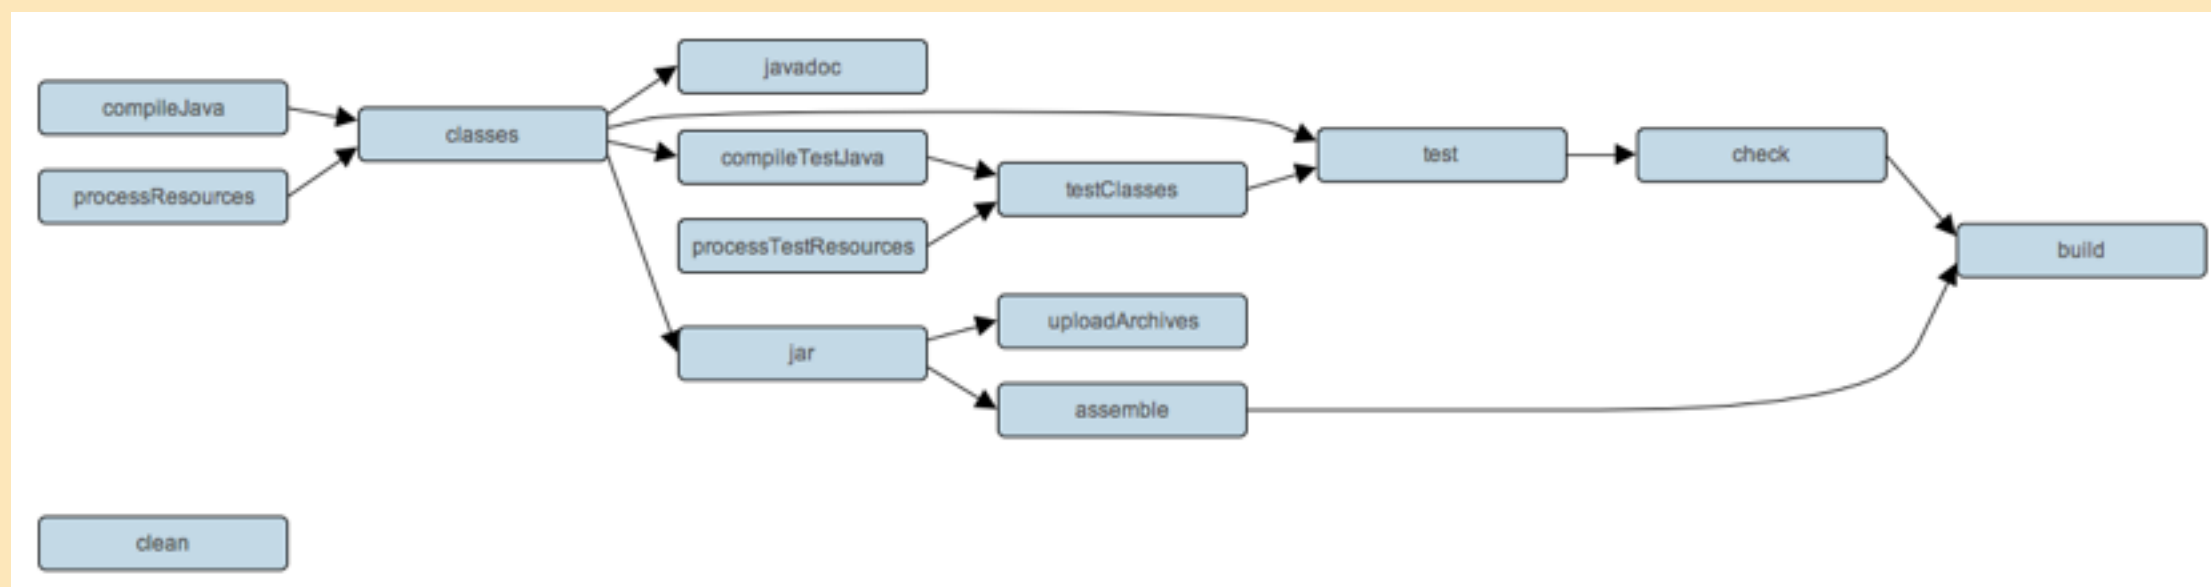 compileJava
processResources
classes
javadoc
compileTestJava
processTestResources
jar
testClasses
uploadArchives
assemble
test
check
build
clean